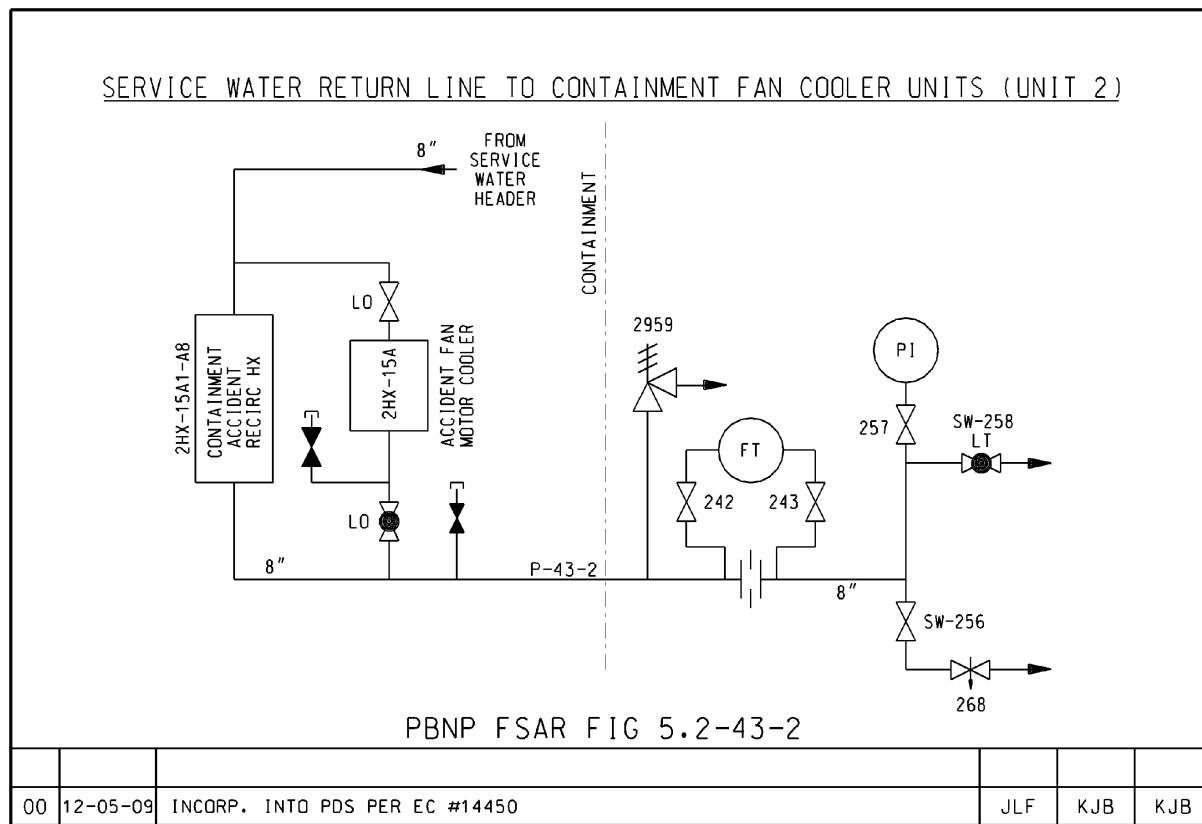 SERVICE WATER RETURN LINE TO CONTAINMENT FAN COOLER UNITS (UNIT 2)
8"
FROM
SERVICE
WATER
HEADER
CONTAINMENT
LO
2HX-15A1-A8
CONTAINMENT
ACCIDENT
RECIRC HX
2HX-15A
ACCIDENT FAN
MOTOR COOLER
LO
8"
P-43-2
2959
FT
242
243
PI
257
SW-258
LT
8"
SW-256
268
PBNP FSAR FIG 5.2-43-2
00 12-05-09 INCORP. INTO PDS PER EC #14450 JLF KJB KJB